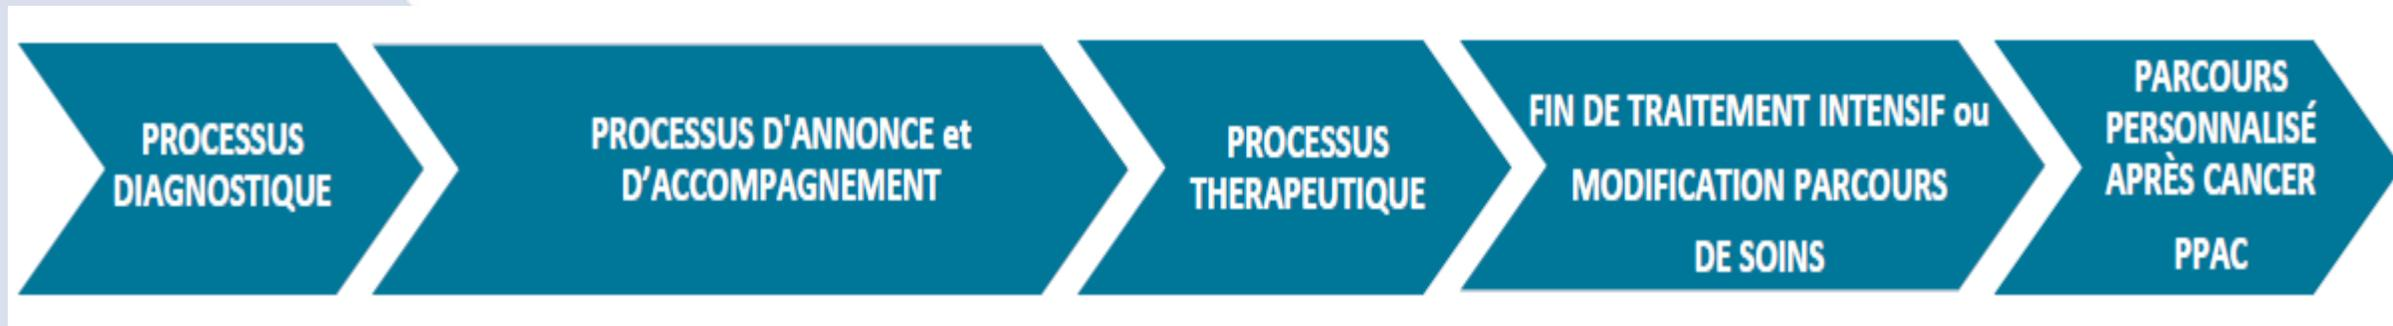 PROCESSUS
DIAGNOSTIQUE
PROCESSUS D'ANNONCE et
D’ACCOMPAGNEMENT
PROCESSUS
THERAPEUTIQUE
FIN DE TRAITEMENT INTENSIF ou
MODIFICATION PARCOURS
DE SOINS
PARCOURS
PERSONNALISÉ
APRÈS CANCER
PPAC